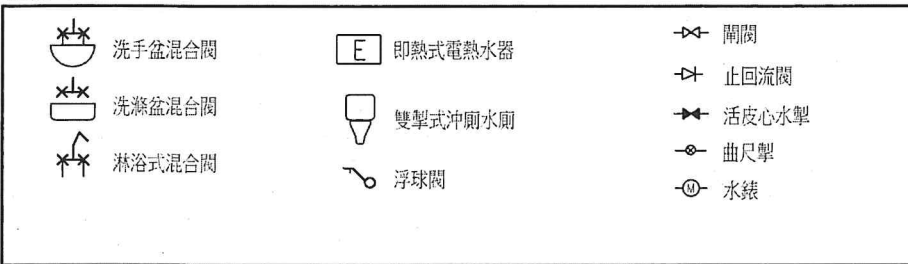 洗手盆混合閥
洗滌盆混合閥
淋浴式混合閥
E
即熱式電熱水器
雙掣式沖廁水廁
浮球閥
閘閥
止回流閥
活皮心水掣
曲尺掣
M
水錶